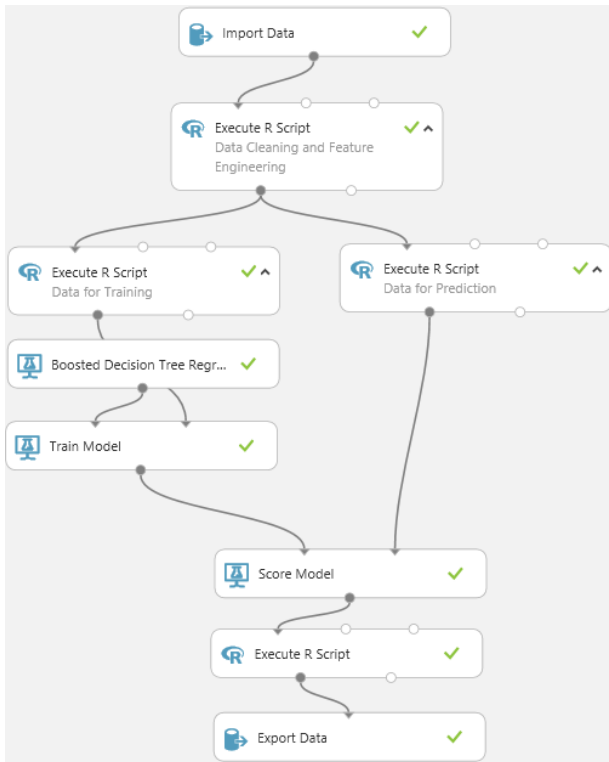 Import Data
Execute R Script
Data Cleaning and Feature
Engineering
Execute R Script
Data for Training
Execute R Script
Data for Prediction
Boosted Decision Tree Regr...
Train Model
Score Model
Execute R Script
Export Data